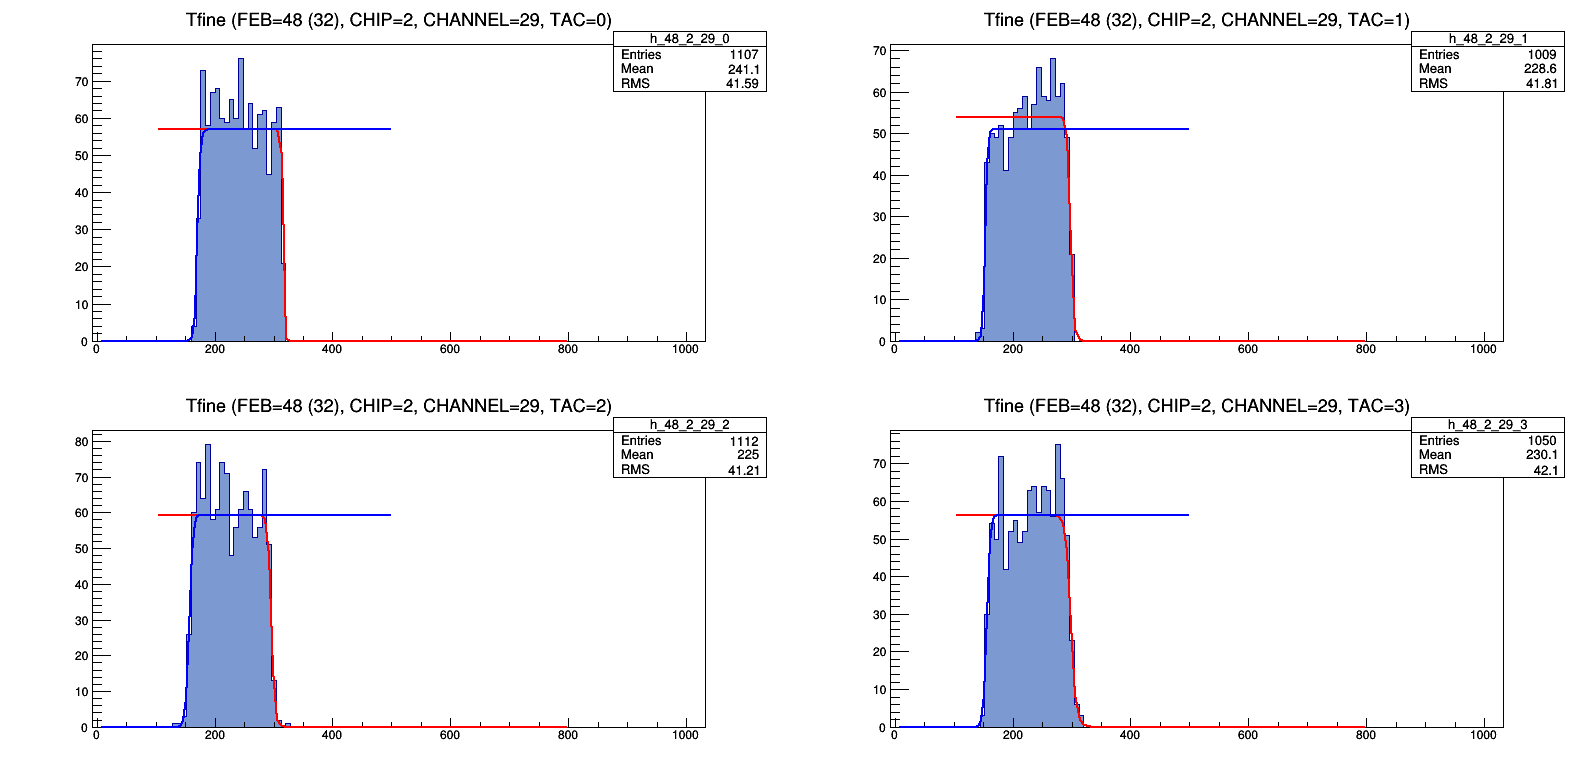 Tfine (FEB=48 (32), CHIP=2, CHANNEL=29, TAC=0)
h_48_2_29_0
Entries 1107
Mean 241.1
RMS 41.59
70
60
50
40
30
20
10
0
0 200 400 600 800 1000
Tfine (FEB=48 (32), CHIP=2, CHANNEL=29, TAC=1)
h_48_2_29_1
Entries 1009
Mean 228.6
RMS 41.81
70
60
50
40
30
20
10
0
0 200 400 600 800 1000
Tfine (FEB=48 (32), CHIP=2, CHANNEL=29, TAC=2)
h_48_2_29_2
Entries 1112
Mean 225
RMS 41.21
80
70
60
50
40
30
20
10
0
0 200 400 600 800 1000
Tfine (FEB=48 (32), CHIP=2, CHANNEL=29, TAC=3)
h_48_2_29_3
Entries 1050
Mean 230.1
RMS 42.1
70
60
50
40
30
20
10
0
0 200 400 600 800 1000